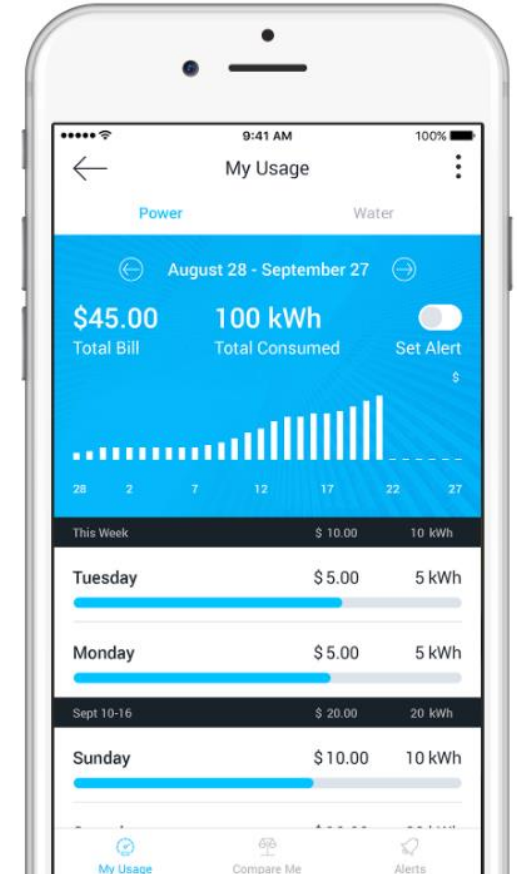 9:41 AM 100%
My Usage
Power Water
August 28 - September 27
$45.00 100 kWh
Total Bill Total Consumed Set Alert
$
28 2 7 12 17 22 27
This Week $ 10.00 10 kWh
Tuesday $ 5.00 5 kWh
Monday $ 5.00 5 kWh
Sept 10-16 $ 20.00 20 kWh
Sunday $ 10.00 10 kWh
My Usage Compare Me Alerts